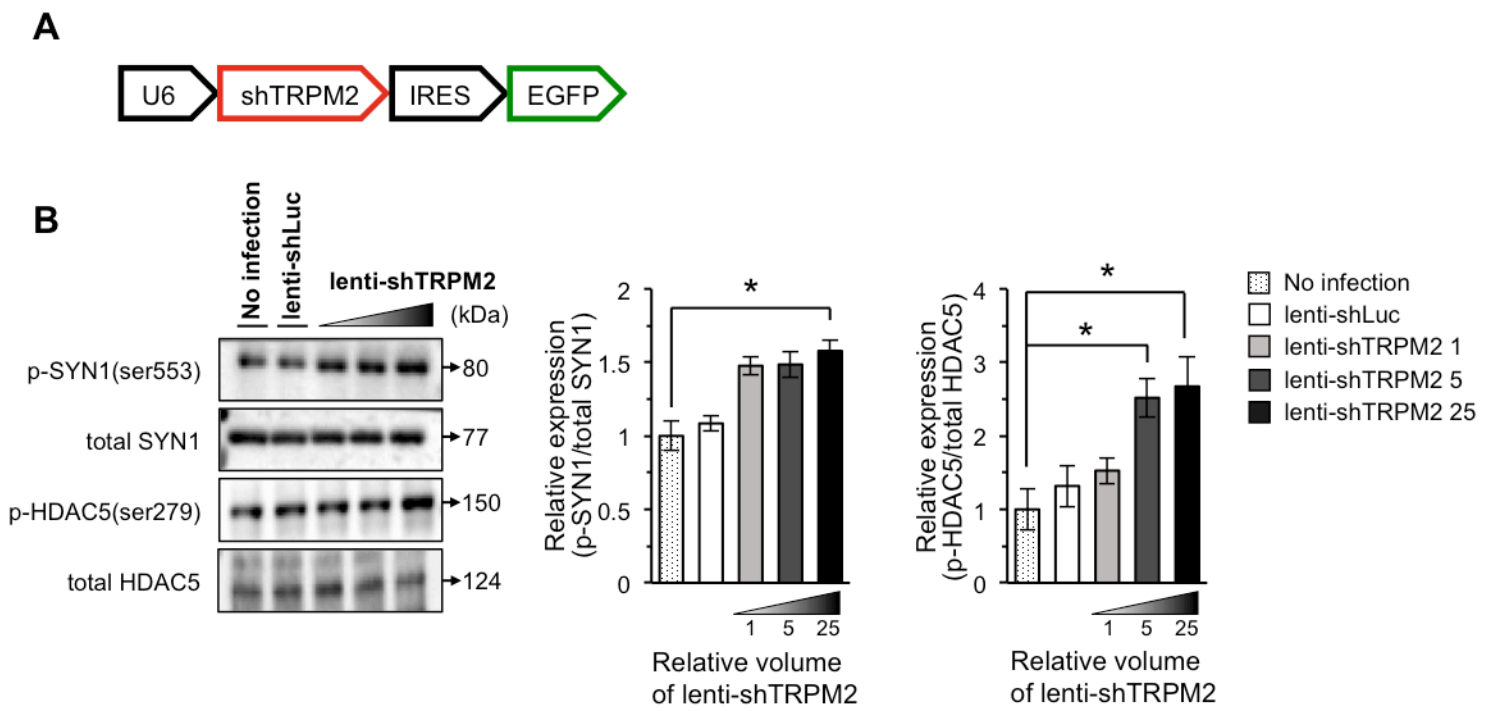 A
U6 shTRPM2 IRES EGFP
B
No infection
lenti-shLuc
lenti-shTRPM2
(kDa)
p-SYN1(ser553)
80
total SYN1
77
p-HDAC5(ser279)
150
total HDAC5
124
Relative expression
(p-SYN1/total SYN1)
2
1.5
1
0.5
0
*
1 5 25
Relative volume
of lenti-shTRPM2
Relative expression
(p-HDAC5/total HDAC5)
4
3
2
1
0
*
*
1 5 25
Relative volume
of lenti-shTRPM2
No infection
lenti-shLuc
lenti-shTRPM2 1
lenti-shTRPM2 5
lenti-shTRPM2 25